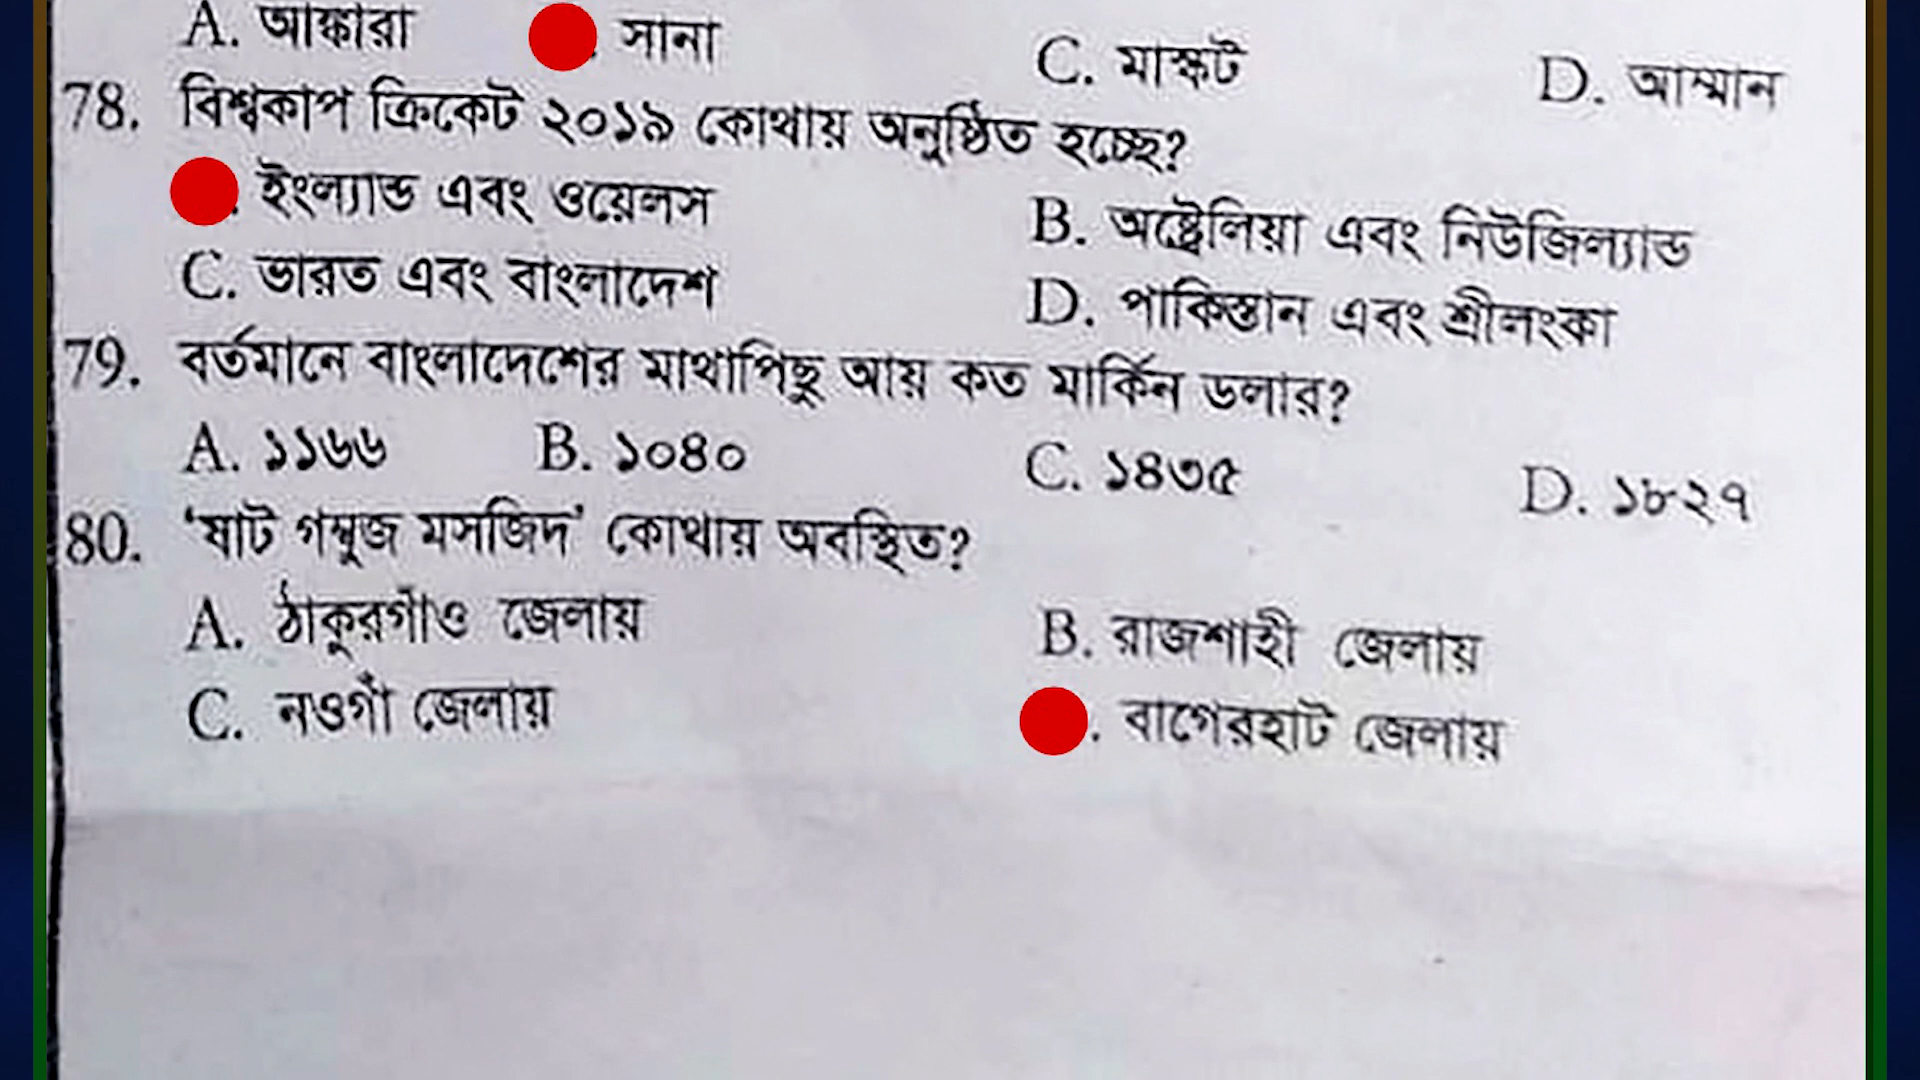 A. আঙ্কারা . সানা C. মাস্কট D. আম্মান
78. বিশ্বকাপ ক্রিকেট ২০১৯ কোথায় অনুষ্ঠিত হচ্ছে?
. ইংল্যান্ড এবং ওয়েলস B. অষ্ট্রেলিয়া এবং নিউজিল্যান্ড
C. ভারত এবং বাংলাদেশ D. পাকিস্তান এবং শ্রীলংকা
79. বর্তমানে বাংলাদেশের মাথাপিছু আয় কত মার্কিন ডলার?
A. ১১৬৬ B. ১০৪০ C. ১৪৩৫ D. ১৮২৭
80. ‘ষাট গম্বুজ মসজিদ’ কোথায় অবস্থিত?
A. ঠাকুরগাঁও জেলায় B. রাজশাহী জেলায়
C. নওগাঁ জেলায় . বাগেরহাট জেলায়